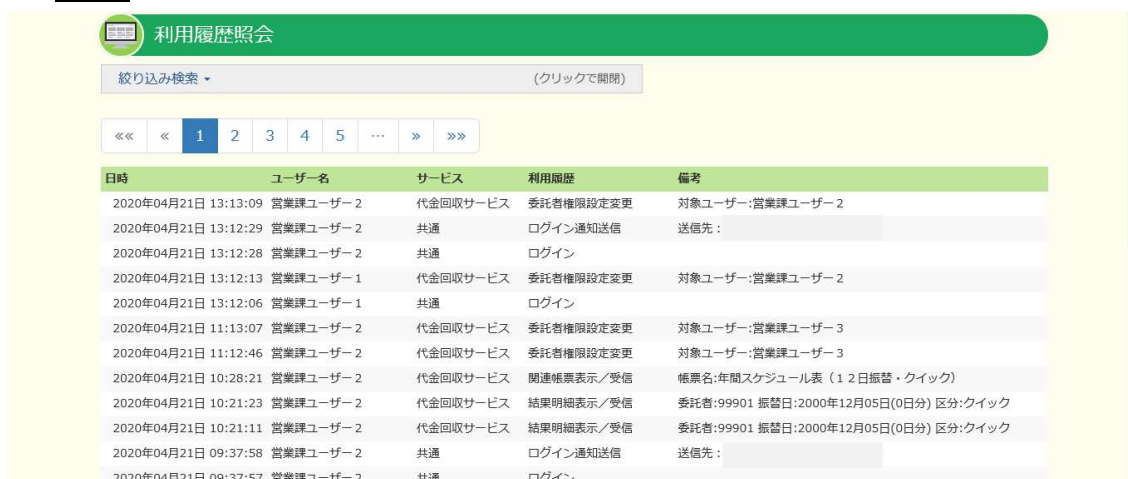 利用履歴照会
絞り込み検索 (クリックで開閉)
«« « 1 2 3 4 5 … » »»
日時 ユーザー名 サービス 利用履歴 備考
2020年04月21日 13:13:09 営業課ユーザー2 代金回収サービス 委託者権限設定変更 対象ユーザー:営業課ユーザー2
2020年04月21日 13:12:29 営業課ユーザー2 共通 ログイン通知送信 送信先:
2020年04月21日 13:12:28 営業課ユーザー2 共通 ログイン
2020年04月21日 13:12:13 営業課ユーザー1 代金回収サービス 委託者権限設定変更 対象ユーザー:営業課ユーザー2
2020年04月21日 13:12:06 営業課ユーザー1 共通 ログイン
2020年04月21日 11:13:07 営業課ユーザー2 代金回収サービス 委託者権限設定変更 対象ユーザー:営業課ユーザー3
2020年04月21日 11:12:46 営業課ユーザー2 代金回収サービス 委託者権限設定変更 対象ユーザー:営業課ユーザー3
2020年04月21日 10:28:21 営業課ユーザー2 代金回収サービス 関連帳票表示/受信 帳票名:年間スケジュール表(12日振替・クイック)
2020年04月21日 10:21:23 営業課ユーザー2 代金回収サービス 結果明細表示/受信 委託者:99901 振替日:2000年12月05日(0日分) 区分:クイック
2020年04月21日 10:21:11 営業課ユーザー2 代金回収サービス 結果明細表示/受信 委託者:99901 振替日:2000年12月05日(0日分) 区分:クイック
2020年04月21日 09:37:58 営業課ユーザー2 共通 ログイン通知送信 送信先:
2020年04月21日 09:37:57 営業課ユーザー2 共通 ログイン